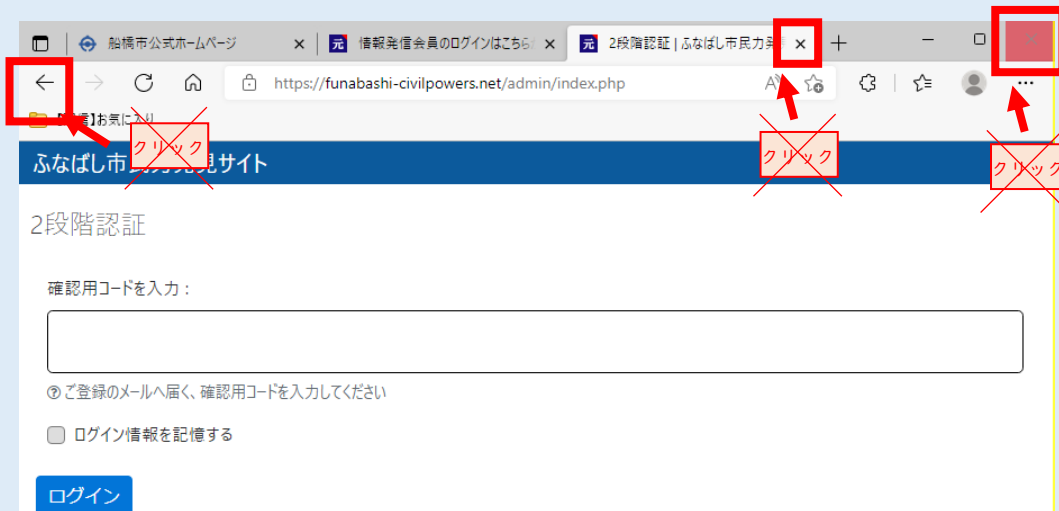 船橋市公式ホームページ
情報発信会員のログインはこちら
2段階認証 | ふなばし市民力発
https://funabashi-civilpowers.net/admin/index.php
お気に入り
クリック
クリック
クリック
ふなばし市民力発見サイト
2段階認証
確認用コードを入力：
ご登録のメールへ届く、確認用コードを入力してください
ログイン情報を記憶する
ログイン